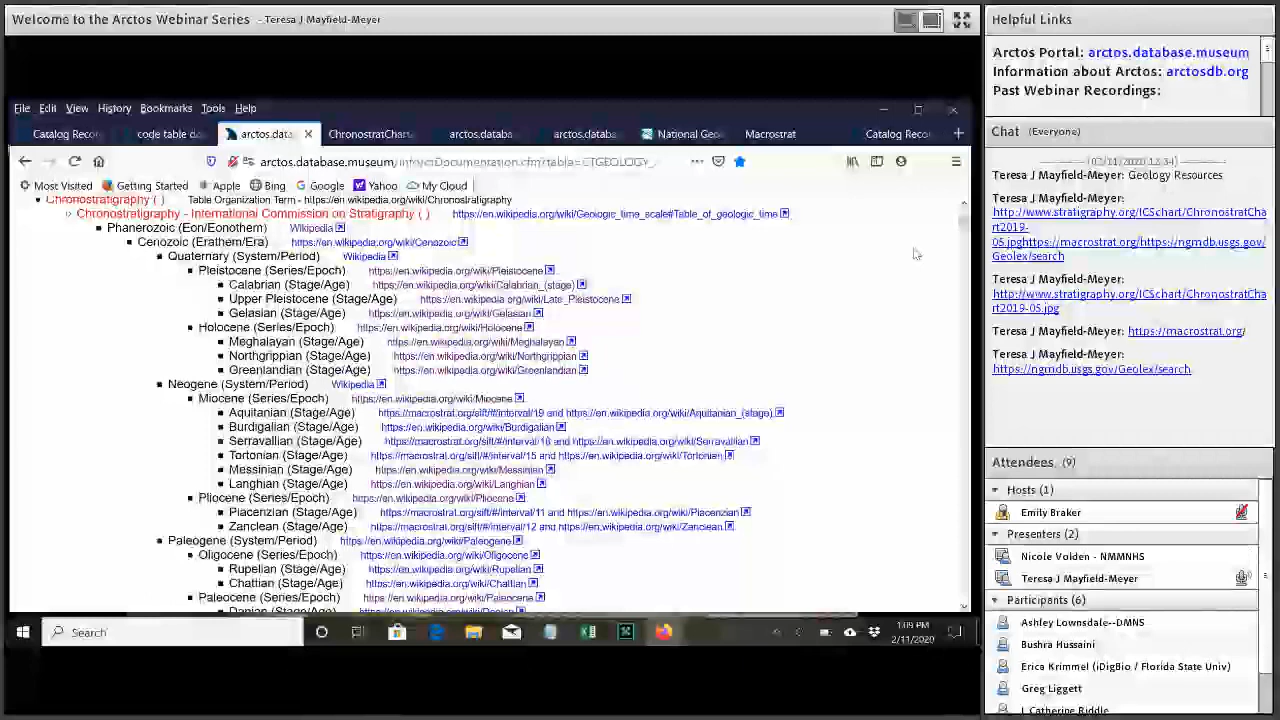 Welcome to the Arctos Webinar Series - Teresa J Mayfield-Meyer
File Edit View History Bookmarks Tools Help
Catalog Reco code table do arctos.data ChronostratChart arctos.databa arctos.databa National Geo Macrostrat Catalog Reco
arctos.database.museum/info/ctDocumentation.cfm?table=CTGEOLOGY_
Most Visited Getting Started Apple Bing Google Yahoo My Cloud
Chronostratigraphy ( ) Table Organization Term - https://en.wikipedia.org/wiki/Chronostratigraphy
Chronostratigraphy - International Commission on Stratigraphy ( ) https://en.wikipedia.org/wiki/Geologic_time_scale#Table_of_geologic_time
Phanerozoic (Eon/Eonothem) Wikipedia
Cenozoic (Erathem/Era) https://en.wikipedia.org/wiki/Cenozoic
Quaternary (System/Period) Wikipedia
Pleistocene (Series/Epoch) https://en.wikipedia.org/wiki/Pleistocene
Calabrian (Stage/Age) https://en.wikipedia.org/wiki/Calabrian_(stage)
Upper Pleistocene (Stage/Age) https://en.wikipedia.org/wiki/Late_Pleistocene
Gelasian (Stage/Age) https://en.wikipedia.org/wiki/Gelasian
Holocene (Series/Epoch) https://en.wikipedia.org/wiki/Holocene
Meghalayan (Stage/Age) https://en.wikipedia.org/wiki/Meghalayan
Northgrippian (Stage/Age) https://en.wikipedia.org/wiki/Northgrippian
Greenlandian (Stage/Age) https://en.wikipedia.org/wiki/Greenlandian
Neogene (System/Period) Wikipedia
Miocene (Series/Epoch) https://en.wikipedia.org/wiki/Miocene
Aquitanian (Stage/Age) https://macrostrat.org/sift/#/interval/19 and https://en.wikipedia.org/wiki/Aquitanian_(stage)
Burdigalian (Stage/Age) https://en.wikipedia.org/wiki/Burdigalian
Serravallian (Stage/Age) https://macrostrat.org/sift/#/interval/16 and https://en.wikipedia.org/wiki/Serravallian
Tortonian (Stage/Age) https://macrostrat.org/sift/#/interval/15 and https://en.wikipedia.org/wiki/Tortonian
Messinian (Stage/Age) https://en.wikipedia.org/wiki/Messinian
Langhian (Stage/Age) https://en.wikipedia.org/wiki/Langhian
Pliocene (Series/Epoch) https://en.wikipedia.org/wiki/Pliocene
Piacenzian (Stage/Age) https://macrostrat.org/sift/#/interval/11 and https://en.wikipedia.org/wiki/Piacenzian
Zanclean (Stage/Age) https://macrostrat.org/sift/#/interval/12 and https://en.wikipedia.org/wiki/Zanclean
Paleogene (System/Period) https://en.wikipedia.org/wiki/Paleogene
Oligocene (Series/Epoch) https://en.wikipedia.org/wiki/Oligocene
Rupelian (Stage/Age) https://en.wikipedia.org/wiki/Rupelian
Chattian (Stage/Age) https://en.wikipedia.org/wiki/Chattian
Paleocene (Series/Epoch) https://en.wikipedia.org/wiki/Paleocene
Danian (Stage/Age) https://en.wikipedia.org/wiki/Danian
Search
1:09 PM
2/11/2020
Helpful Links
Arctos Portal: arctos.database.museum
Information about Arctos: arctosdb.org
Past Webinar Recordings:
Chat (Everyone)
Teresa J Mayfield-Meyer: Geology Resources
Teresa J Mayfield-Meyer:
http://www.stratigraphy.org/ICSchart/ChronostratCha
rt2019-
05.jpghttps://macrostrat.org/https://ngmdb.usgs.gov/
Geolex/search
Teresa J Mayfield-Meyer:
http://www.stratigraphy.org/ICSchart/ChronostratCha
rt2019-05.jpg
Teresa J Mayfield-Meyer: https://macrostrat.org/
Teresa J Mayfield-Meyer:
https://ngmdb.usgs.gov/Geolex/search
Attendees (9)
Hosts (1)
Emily Braker
Presenters (2)
Nicole Volden - NMMNHS
Teresa J Mayfield-Meyer
Participants (6)
Ashley Lownsdale--DMNS
Bushra Hussaini
Erica Krimmel (iDigBio / Florida State Univ)
Greg Liggett
J. Catherine Riddle